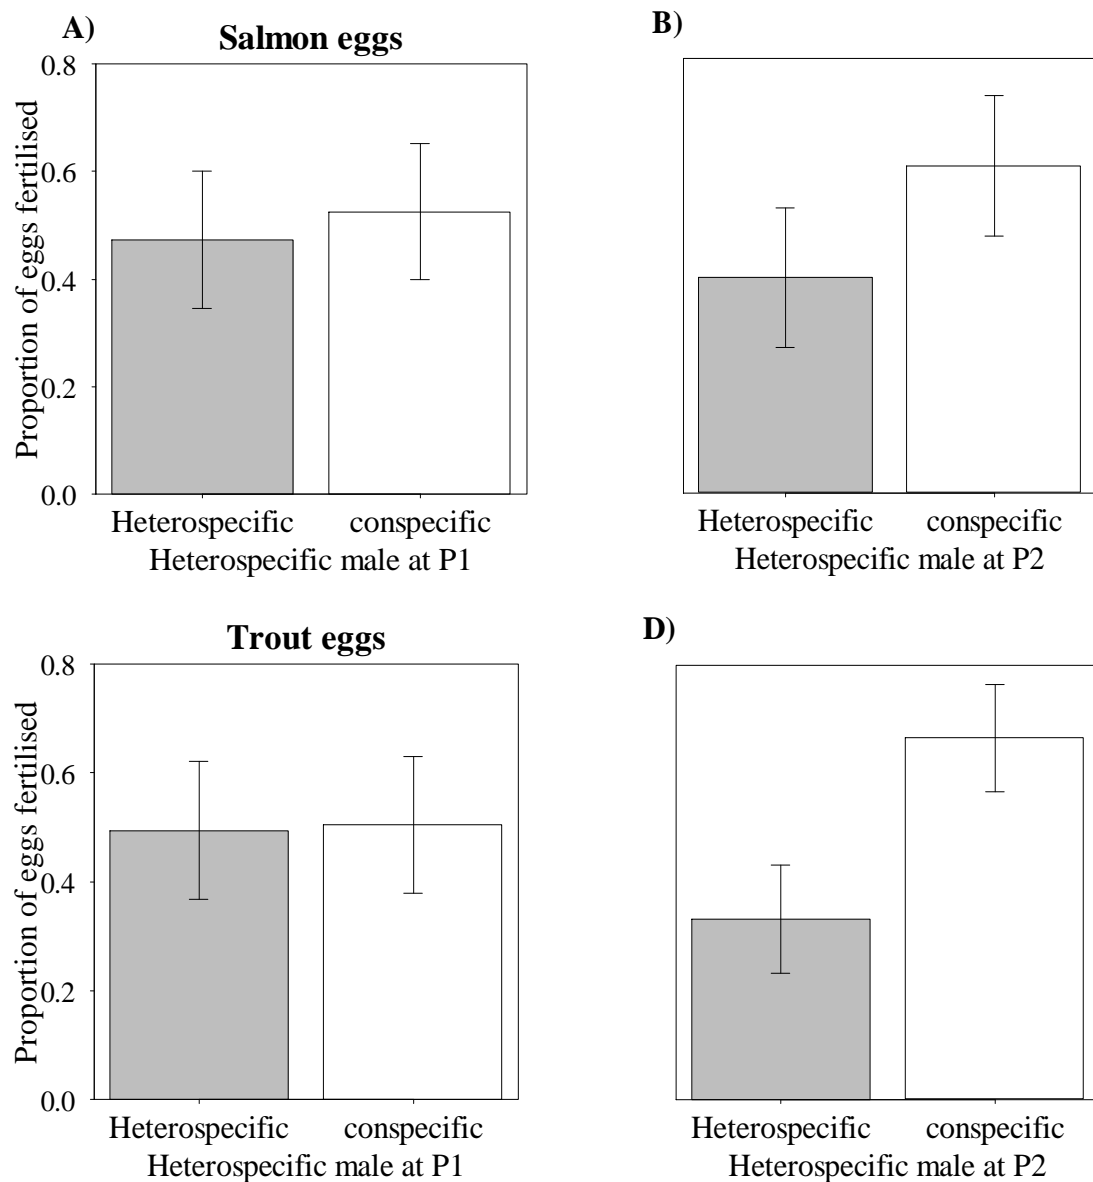 A)
Salmon eggs
Proportion of eggs fertilised
0.8
0.6
0.4
0.2
0.0
Heterospecific conspecific
Heterospecific male at P1
B)
Heterospecific conspecific
Heterospecific male at P2
Trout eggs
Proportion of eggs fertilised
0.8
0.6
0.4
0.2
0.0
Heterospecific conspecific
Heterospecific male at P1
D)
Heterospecific conspecific
Heterospecific male at P2